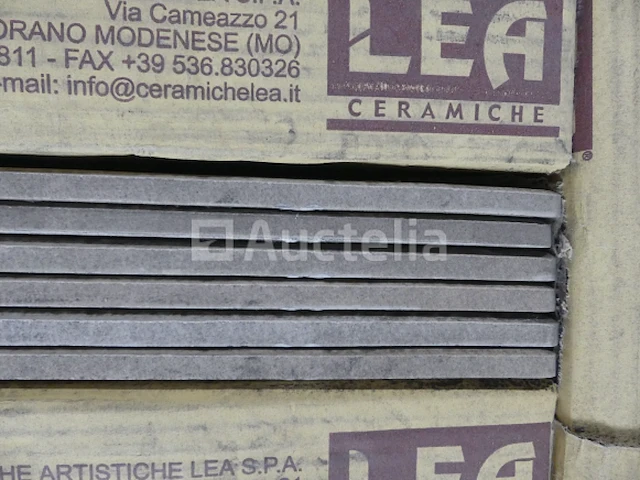 Via Cameazzo 21
ORANO MODENESE (MO)
811 - FAX +39 536.830326
e-mail: info@ceramichelea.it
LEA
CERAMICHE
Auctelia
HE ARTISTICHE LEA S.P.A.
LEA